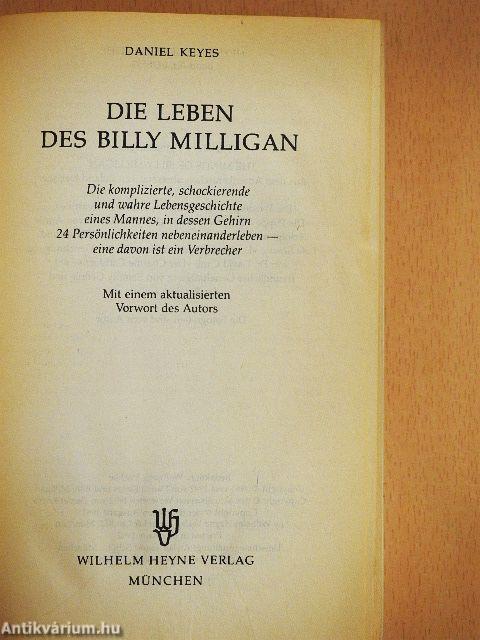 DANIEL KEYES
DIE LEBEN
DES BILLY MILLIGAN
Die komplizierte, schockierende
und wahre Lebensgeschichte
eines Mannes, in dessen Gehirn
24 Persönlichkeiten nebeneinanderleben —
eine davon ist ein Verbrecher
Mit einem aktualisierten
Vorwort des Autors
WILHELM HEYNE VERLAG
MÜNCHEN
Antikvárium.hu